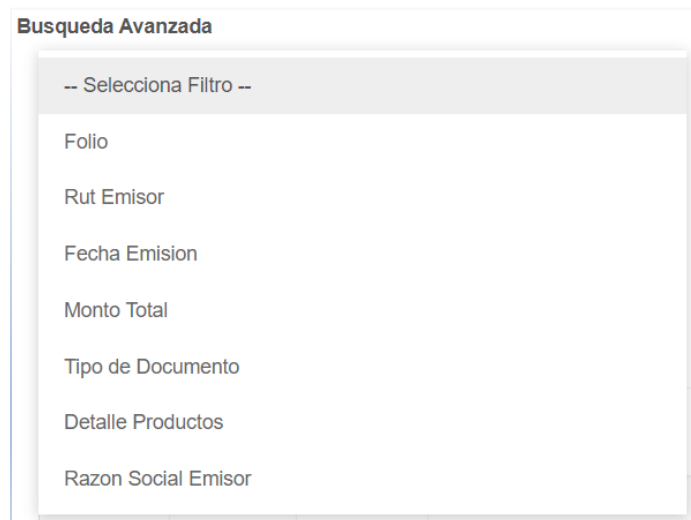 Busqueda Avanzada
-- Selecciona Filtro --
Folio
Rut Emisor
Fecha Emision
Monto Total
Tipo de Documento
Detalle Productos
Razon Social Emisor